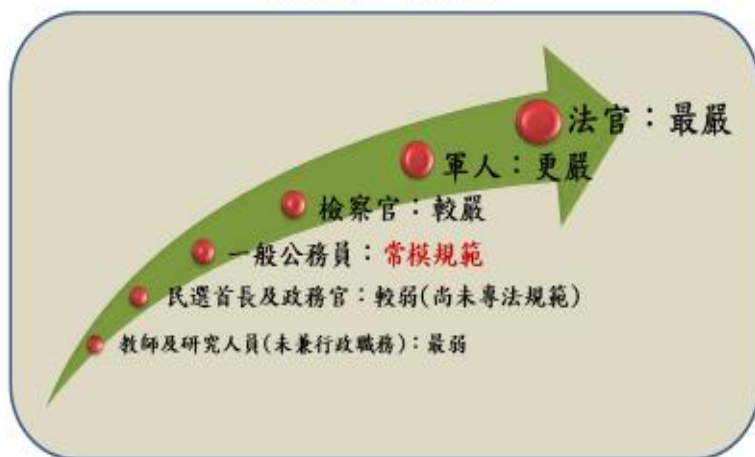 法官：最嚴
軍人：更嚴
檢察官：較嚴
一般公務員：常模規範
民選首長及政務官：較弱(尚未專法規範)
教師及研究人員(未兼行政職務)：最弱